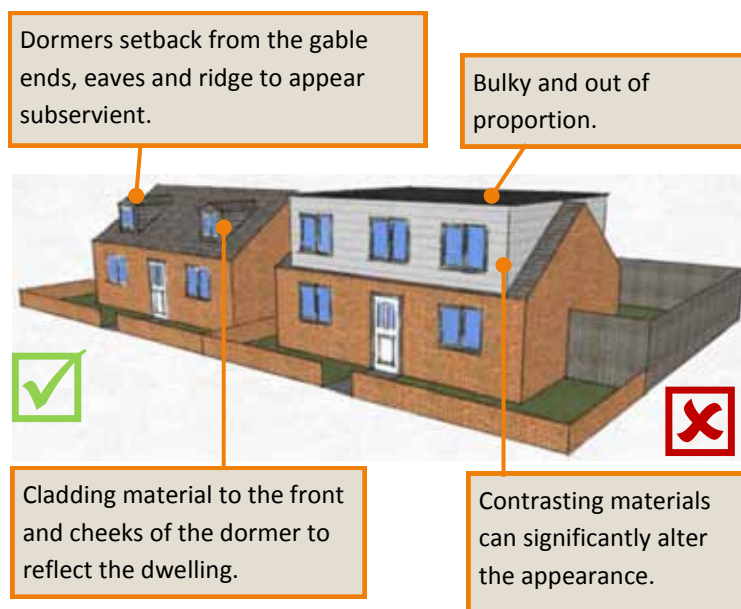 Dormers setback from the gable
ends, eaves and ridge to appear
subservient.
Bulky and out of
proportion.
Cladding material to the front
and cheeks of the dormer to
reflect the dwelling.
Contrasting materials
can significantly alter
the appearance.